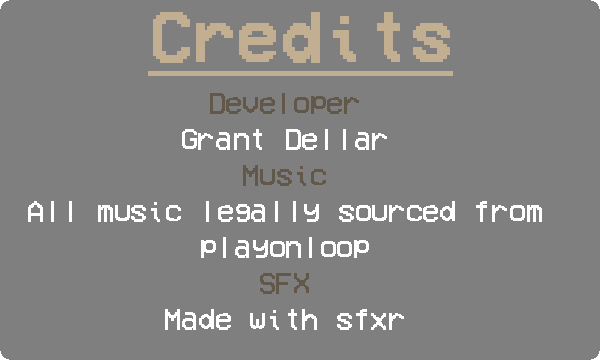 Credits
Developer
Grant Dellar
Music
All music legally sourced from
playonloop
SFX
Made with sfxr